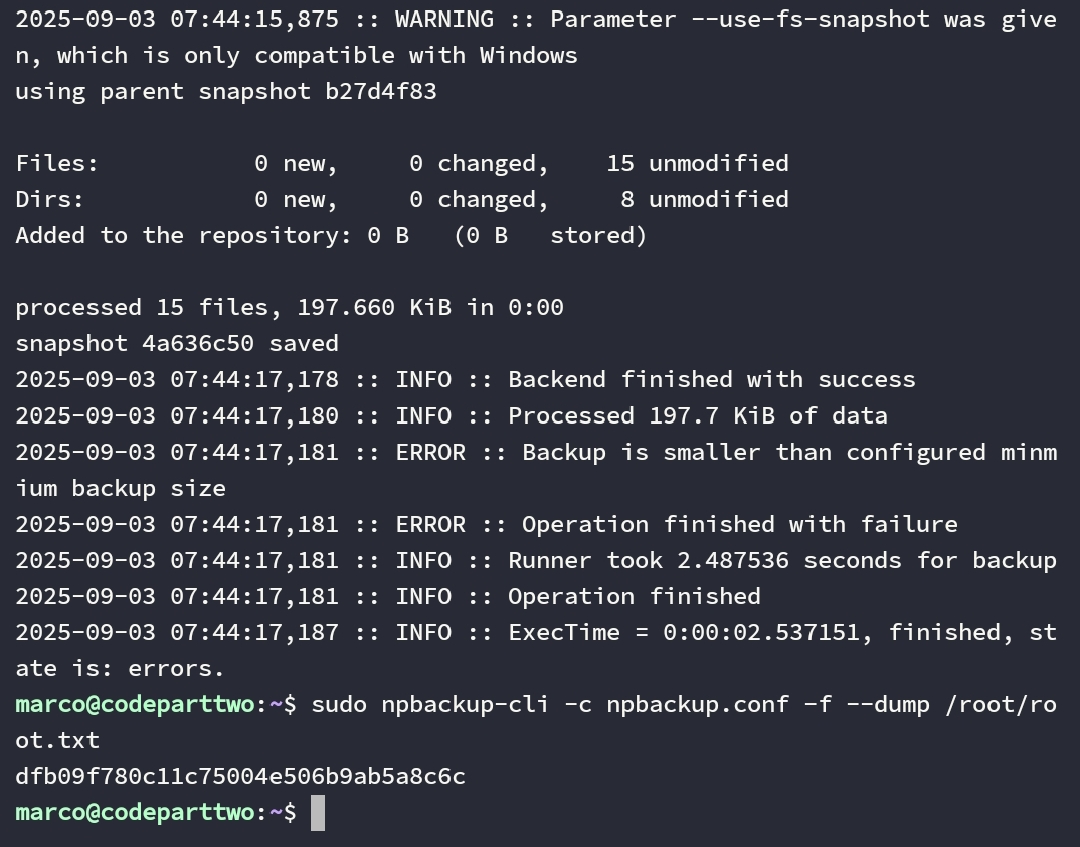 2025-09-03 07:44:15,875 :: WARNING :: Parameter --use-fs-snapshot was give
n, which is only compatible with Windows
using parent snapshot b27d4f83
Files:           0 new,     0 changed,    15 unmodified
Dirs:            0 new,     0 changed,     8 unmodified
Added to the repository: 0 B   (0 B   stored)
processed 15 files, 197.660 KiB in 0:00
snapshot 4a636c50 saved
2025-09-03 07:44:17,178 :: INFO :: Backend finished with success
2025-09-03 07:44:17,180 :: INFO :: Processed 197.7 KiB of data
2025-09-03 07:44:17,181 :: ERROR :: Backup is smaller than configured minm
ium backup size
2025-09-03 07:44:17,181 :: ERROR :: Operation finished with failure
2025-09-03 07:44:17,181 :: INFO :: Runner took 2.487536 seconds for backup
2025-09-03 07:44:17,181 :: INFO :: Operation finished
2025-09-03 07:44:17,187 :: INFO :: ExecTime = 0:00:02.537151, finished, st
ate is: errors.
marco@codeparttwo:~$ sudo npbackup-cli -c npbackup.conf -f --dump /root/ro
ot.txt
dfb09f780c11c75004e506b9ab5a8c6c
marco@codeparttwo:~$